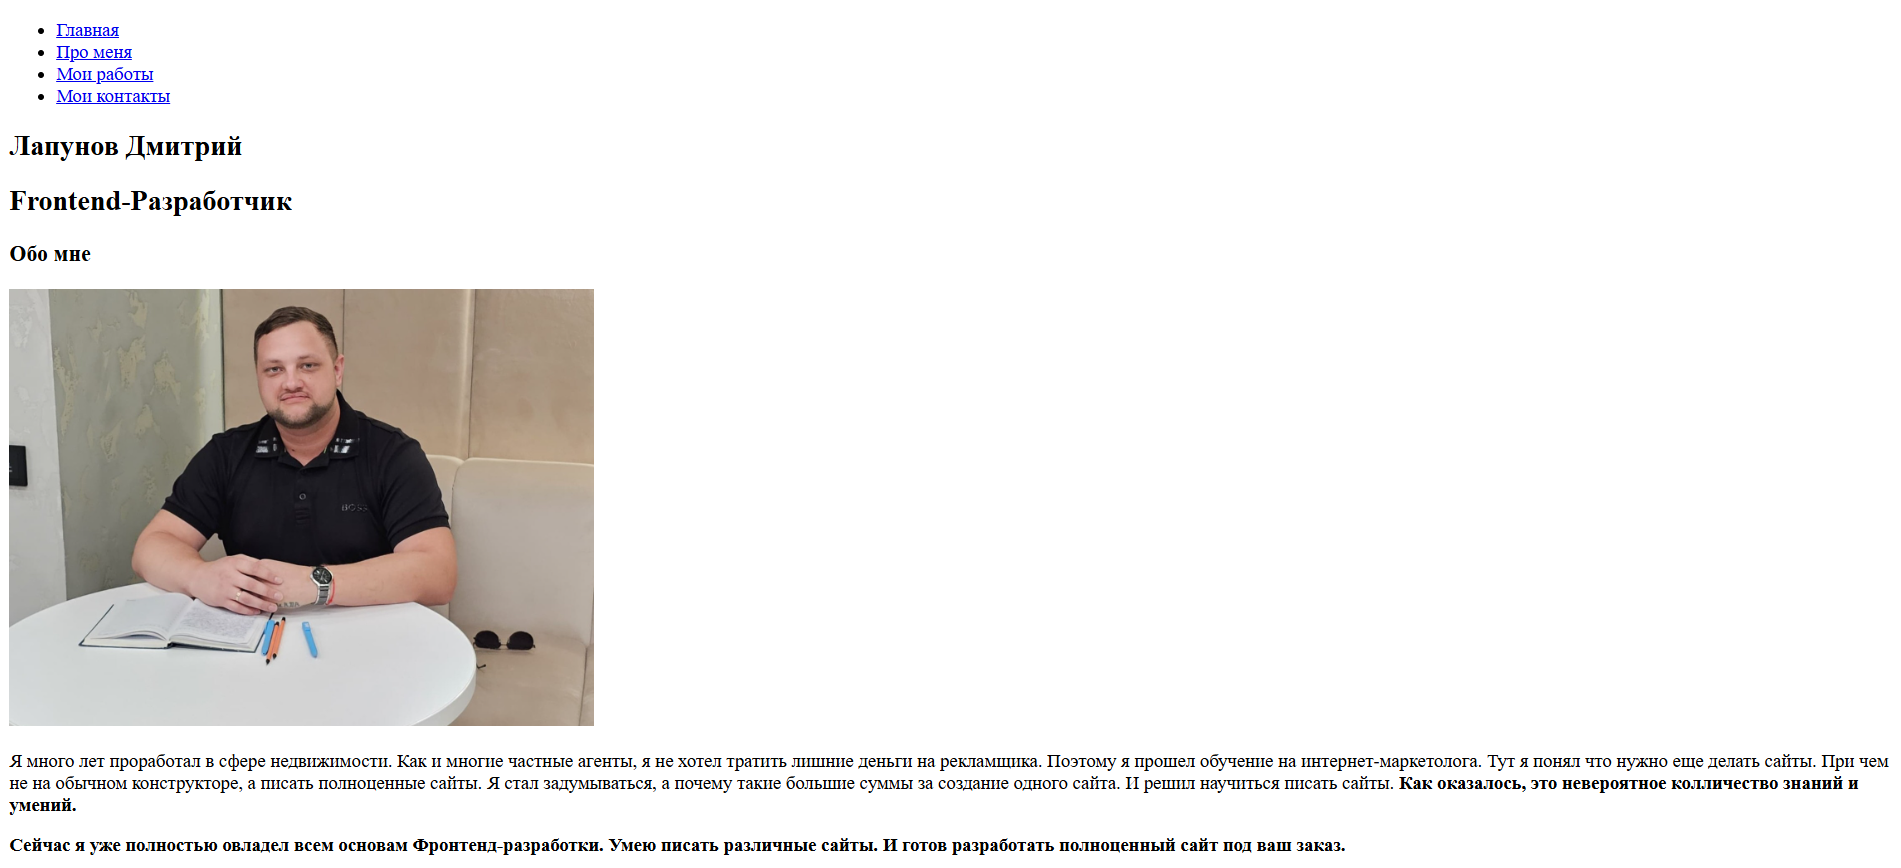 Главная
Про меня
Мои работы
Мои контакты
Лапунов Дмитрий
Frontend-Разработчик
Обо мне
BOSS
Я много лет проработал в сфере недвижимости. Как и многие частные агенты, я не хотел тратить лишние деньги на рекламщика. Поэтому я прошел обучение на интернет-маркетолога. Тут я понял что нужно еще делать сайты. При чем
не на обычном конструкторе, а писать полноценные сайты. Я стал задумываться, а почему такие большие суммы за создание одного сайта. И решил научиться писать сайты. Как оказалось, это невероятное колличество знаний и
умений.
Сейчас я уже полностью овладел всем основам Фронтенд-разработки. Умею писать различные сайты. И готов разработать полноценный сайт под ваш заказ.